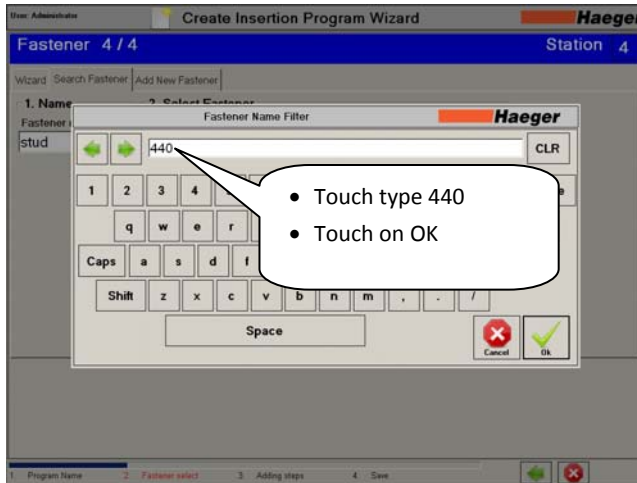 User: Administrator
Create Insertion Program Wizard
Haeger
Fastener 4 / 4
Station 4
Wizard Search Fastener Add New Fastener
1. Name
2. Select Fastener
Fastener
stud
Fastener Name Filter
Haeger
440
CLR
1 2 3 4
q w e r
Caps a s d f
Shift z x c v b n m , . /
Space
Cancel
Ok
• Touch type 440
• Touch on OK
1. Program Name 2. Fastener select 3. Adding steps 4. Save